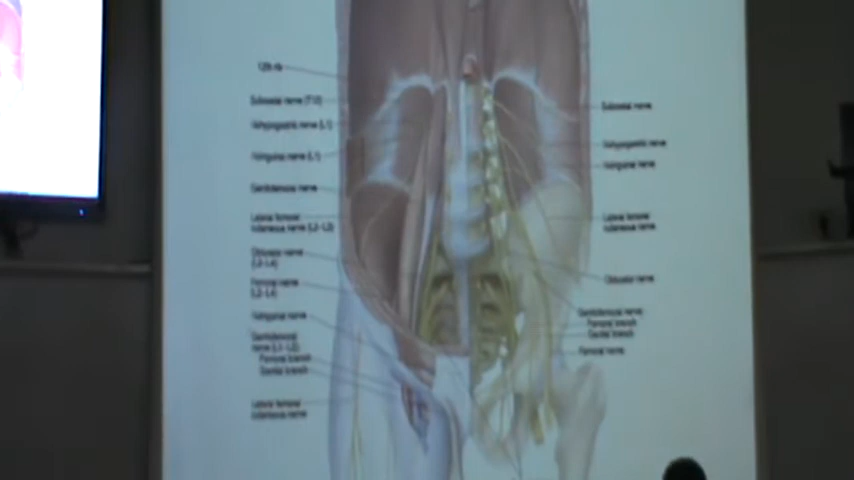 12th rib
Subcostal nerve (T12)
Iliohypogastric nerve (L1)
Ilioinguinal nerve (L1)
Genitofemoral nerve
Lateral femoral
cutaneous nerve (L2–L3)
Obturator nerve
(L2–L4)
Femoral nerve
(L2–L4)
Ilioinguinal nerve
Genitofemoral
nerve (L1–L2)
Femoral branch
Genital branch
Lateral femoral
cutaneous nerve
Subcostal nerve
Iliohypogastric nerve
Ilioinguinal nerve
Lateral femoral
cutaneous nerve
Obturator nerve
Genitofemoral nerve
Femoral branch
Genital branch
Femoral nerve